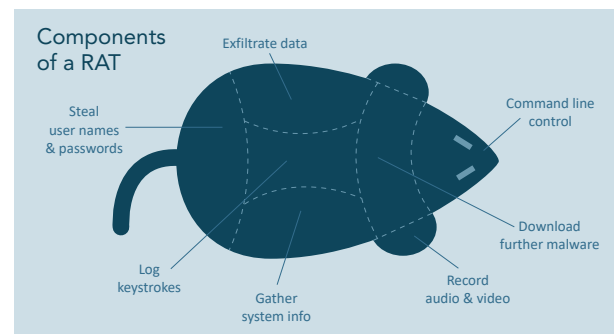 Components
of a RAT
Exfiltrate data
Steal
user names
& passwords
Command line
control
Download
further malware
Log
keystrokes
Gather
system info
Record
audio & video